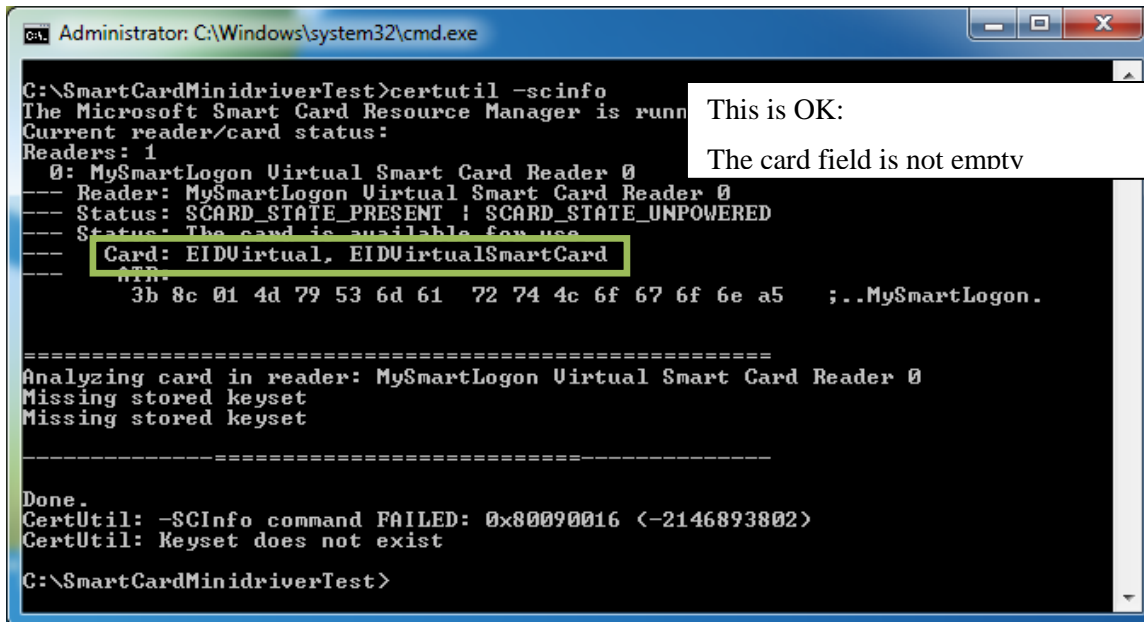 Administrator: C:\Windows\system32\cmd.exe
C:\SmartCardMinidriverTest>certutil -scinfo
The Microsoft Smart Card Resource Manager is runn
This is OK:
The card field is not empty
Current reader/card status:
Readers: 1
0: MySmartLogon Virtual Smart Card Reader 0
--- Reader: MySmartLogon Virtual Smart Card Reader 0
--- Status: SCARD_STATE_PRESENT | SCARD_STATE_UNPOWERED
--- Status: The card is available for use
--- Card: EIDVirtual, EIDVirtualSmartCard
--- ATR:
3b 8c 01 4d 79 53 6d 61  72 74 4c 6f 67 6f 6e a5   ;..MySmartLogon.
=======================================================
Analyzing card in reader: MySmartLogon Virtual Smart Card Reader 0
Missing stored keyset
Missing stored keyset
--------------===========================--------------
Done.
CertUtil: -SCInfo command FAILED: 0x80090016 (-2146893802)
CertUtil: Keyset does not exist
C:\SmartCardMinidriverTest>